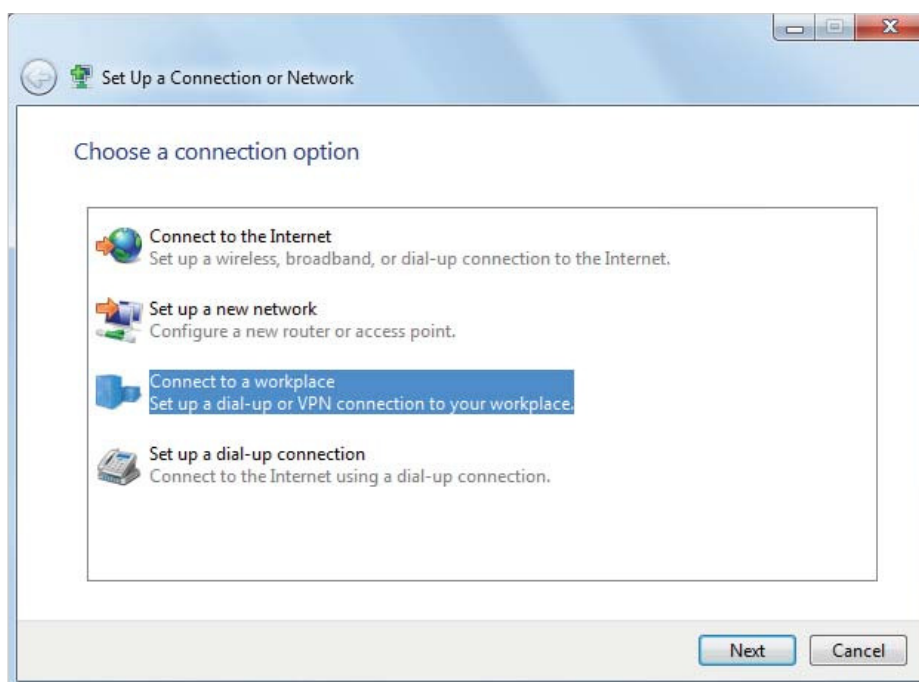 Set Up a Connection or Network
Choose a connection option
Connect to the Internet
Set up a wireless, broadband, or dial-up connection to the Internet.
Set up a new network
Configure a new router or access point.
Connect to a workplace
Set up a dial-up or VPN connection to your workplace.
Set up a dial-up connection
Connect to the Internet using a dial-up connection.
Next Cancel